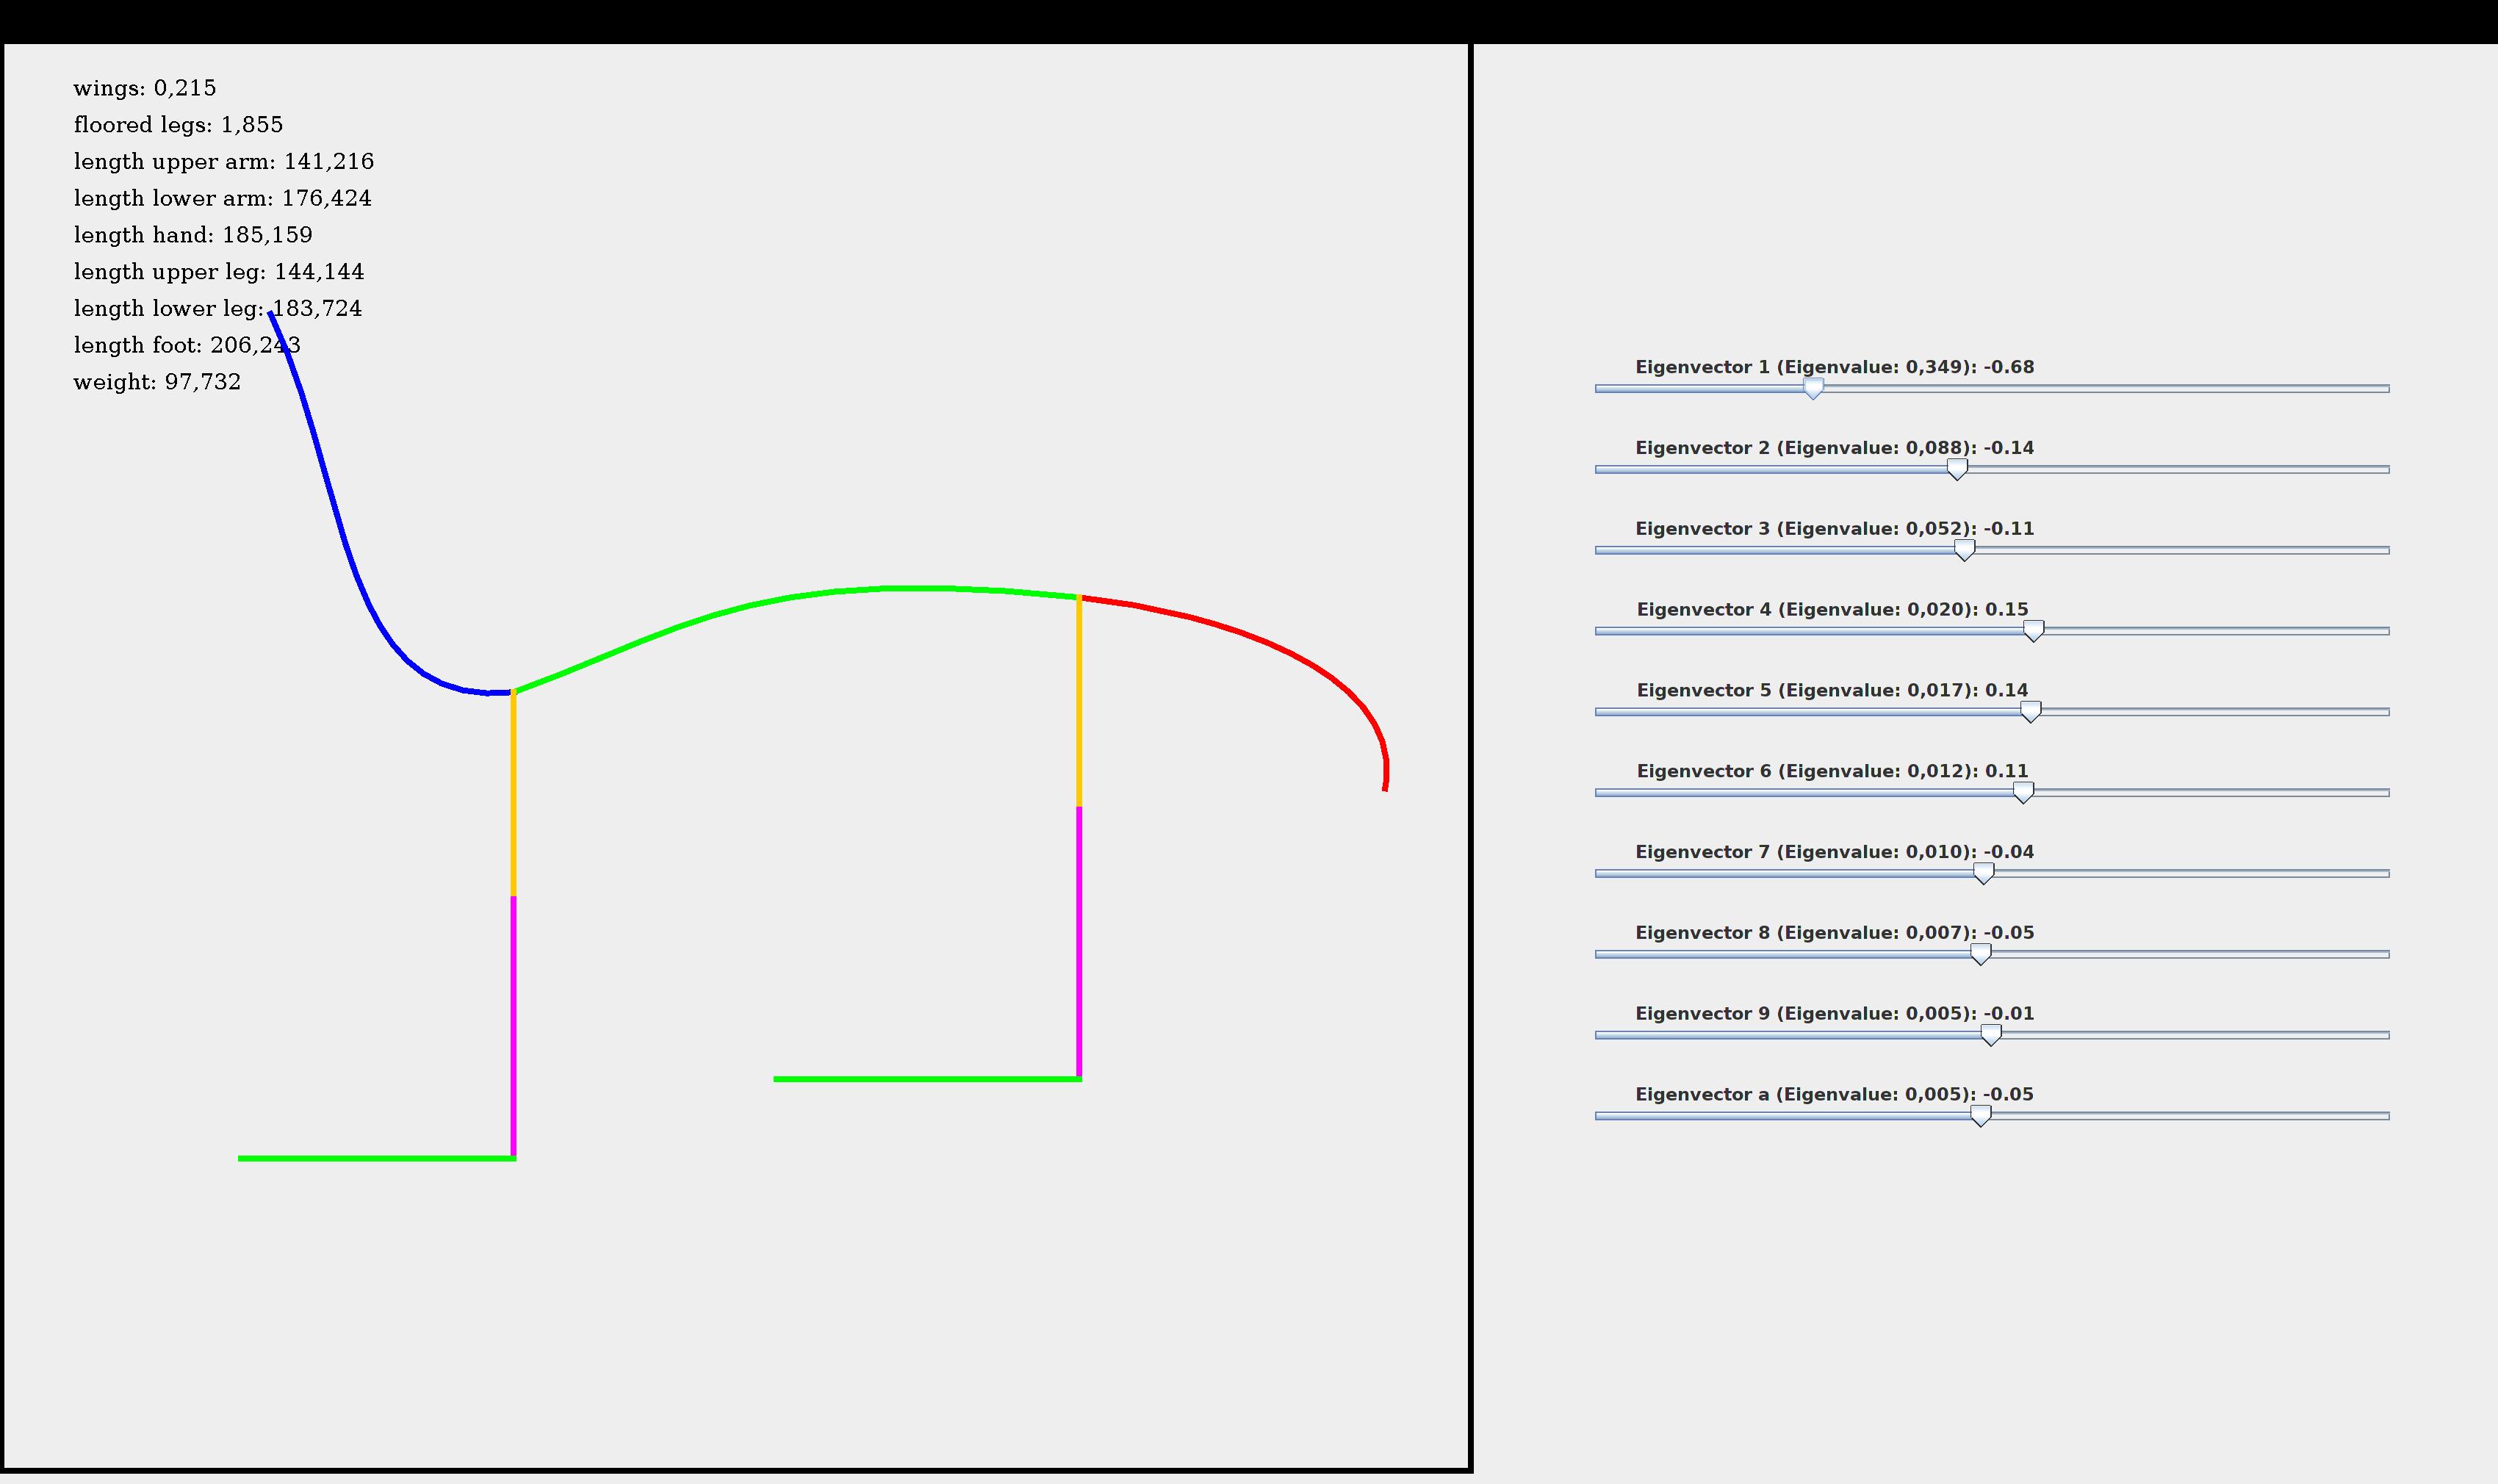 wings: 0,215
floored legs: 1,855
length upper arm: 141,216
length lower arm: 176,424
length hand: 185,159
length upper leg: 144,144
length lower leg: 183,724
length foot: 206,243
weight: 97,732
Eigenvector 1 (Eigenvalue: 0,349): -0.68
Eigenvector 2 (Eigenvalue: 0,088): -0.14
Eigenvector 3 (Eigenvalue: 0,052): -0.11
Eigenvector 4 (Eigenvalue: 0,020): 0.15
Eigenvector 5 (Eigenvalue: 0,017): 0.14
Eigenvector 6 (Eigenvalue: 0,012): 0.11
Eigenvector 7 (Eigenvalue: 0,010): -0.04
Eigenvector 8 (Eigenvalue: 0,007): -0.05
Eigenvector 9 (Eigenvalue: 0,005): -0.01
Eigenvector a (Eigenvalue: 0,005): -0.05